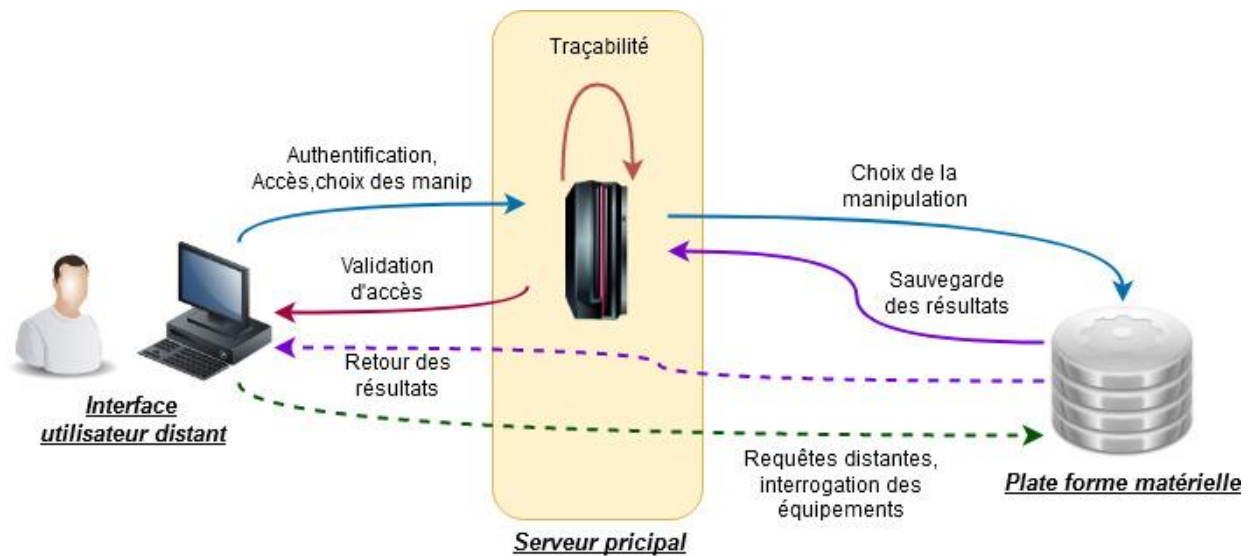 Traçabilité
Authentification,
Accès,choix des manip
Choix de la
manipulation
Validation
d'accès
Sauvegarde
des résultats
Retour des
résultats
Interface
utilisateur distant
Requêtes distantes,
interrogation des
équipements
Plate forme matérielle
Serveur pricipal